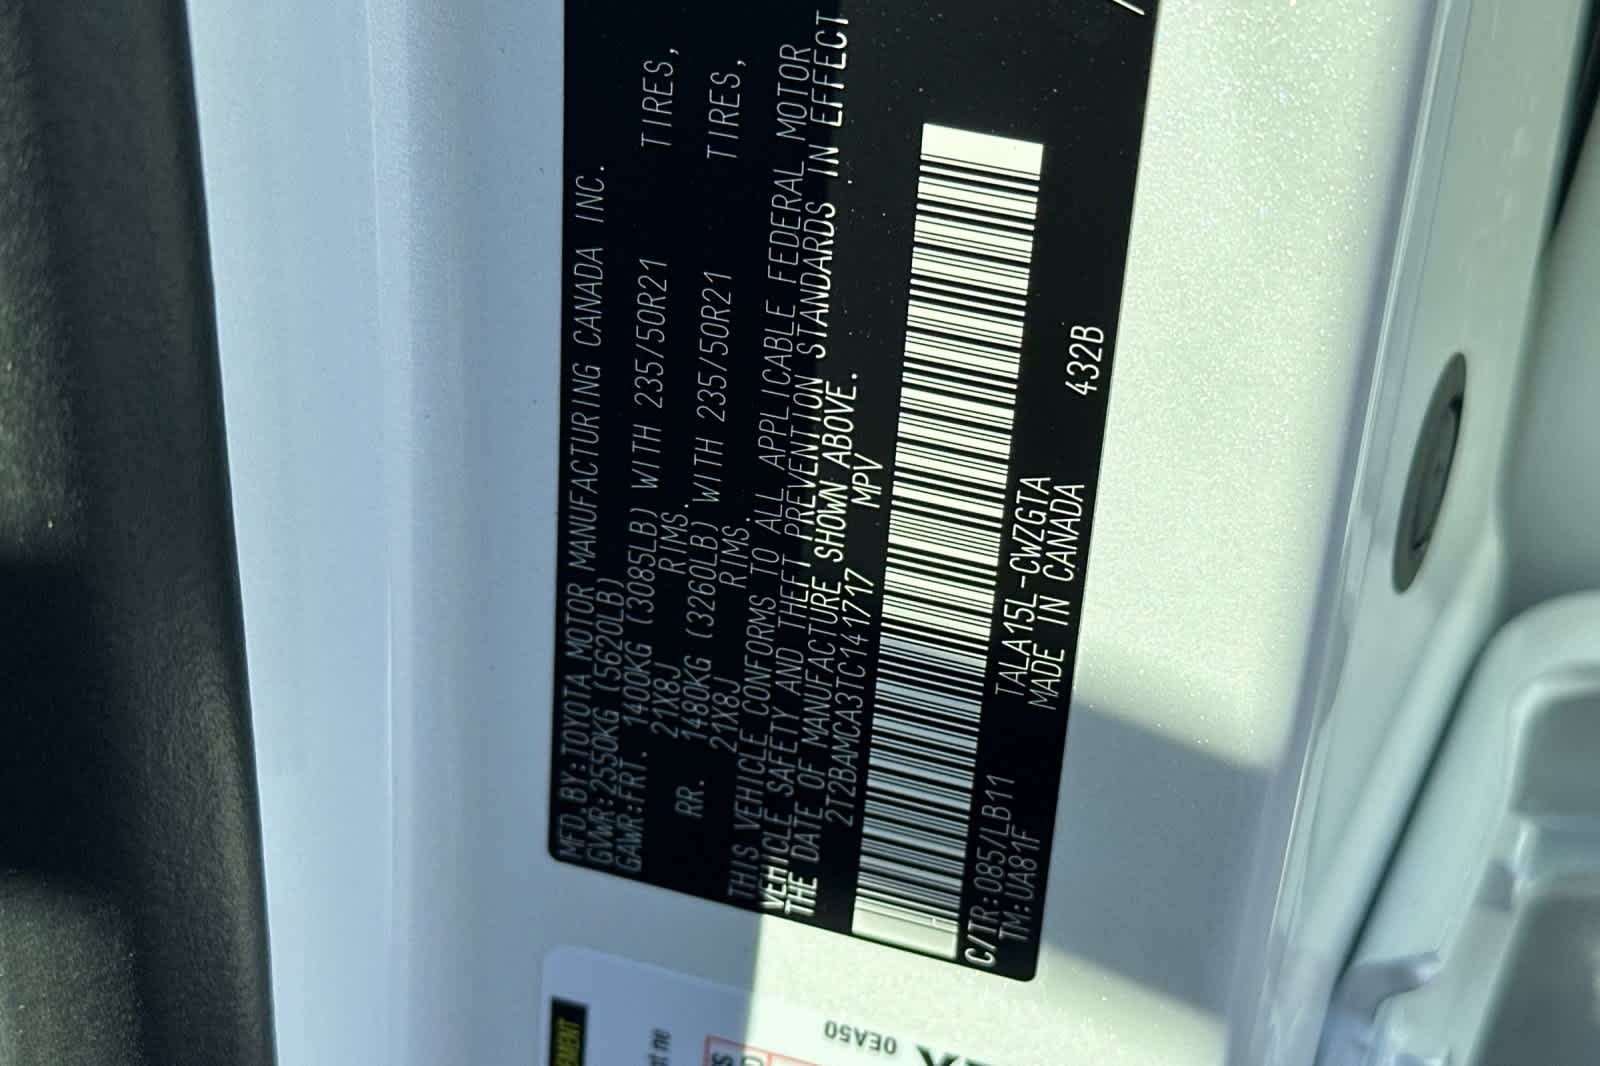 MFD.BY:TOYOTA MOTOR MANUFACTURING CANADA INC.
GVWR:2550KG (5620LB)
GAWR:FRT. 1400KG (3085LB) WITH 235/50R21 TIRES,
21X8J RIMS.
RR. 1480KG (3260LB) WITH 235/50R21 TIRES,
21X8J RIMS.
THIS VEHICLE CONFORMS TO ALL APPLICABLE FEDERAL MOTOR
VEHICLE SAFETY AND THEFT PREVENTION STANDARDS IN EFFECT
THE DATE OF MANUFACTURE SHOWN ABOVE.
2T2BAMCA3TC141717 MPV
C/TR:085/LB11 TALA15L-CWZGTA 432B
TM:UA81F MADE IN CANADA
0EA50